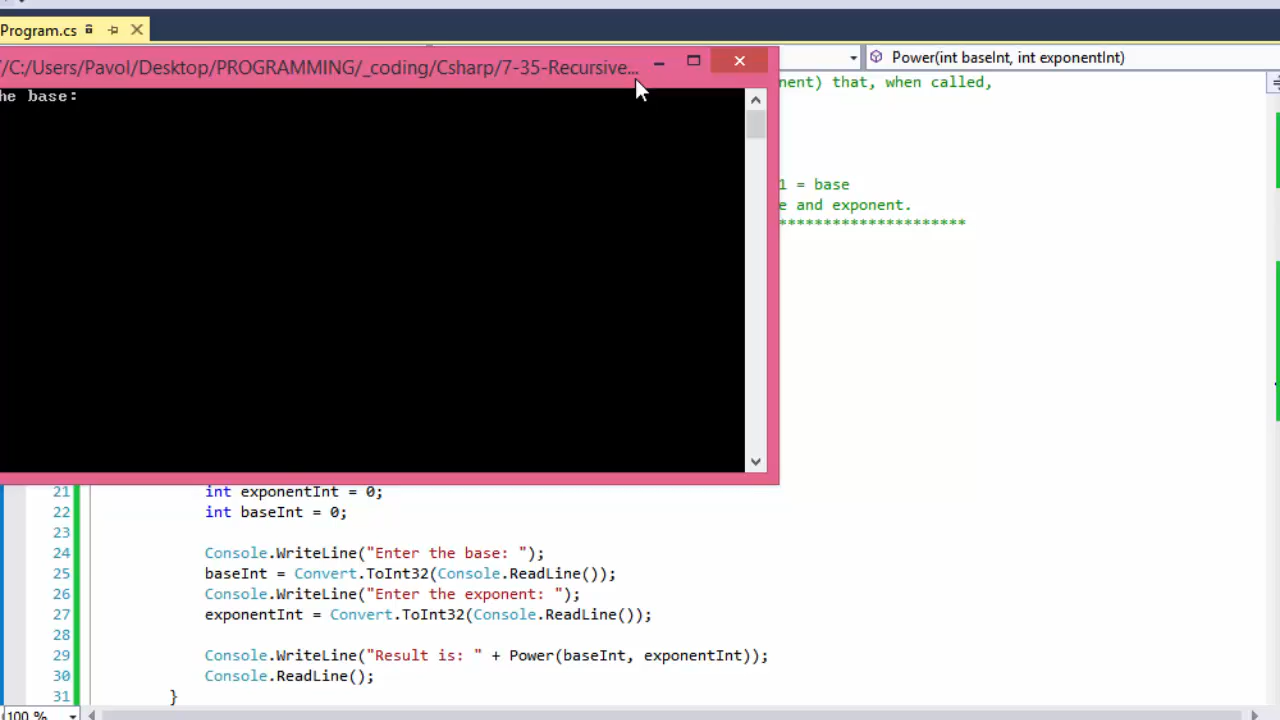 Program.cs
/C:/Users/Pavol/Desktop/PROGRAMMING/_coding/Csharp/7-35-Recursive...
Power(int baseInt, int exponentInt)
he base:
nent) that, when called,
1 = base
e and exponent.
*********************
21 int exponentInt = 0;
22 int baseInt = 0;
23
24 Console.WriteLine("Enter the base: ");
25 baseInt = Convert.ToInt32(Console.ReadLine());
26 Console.WriteLine("Enter the exponent: ");
27 exponentInt = Convert.ToInt32(Console.ReadLine());
28
29 Console.WriteLine("Result is: " + Power(baseInt, exponentInt));
30 Console.ReadLine();
31 }
100 %